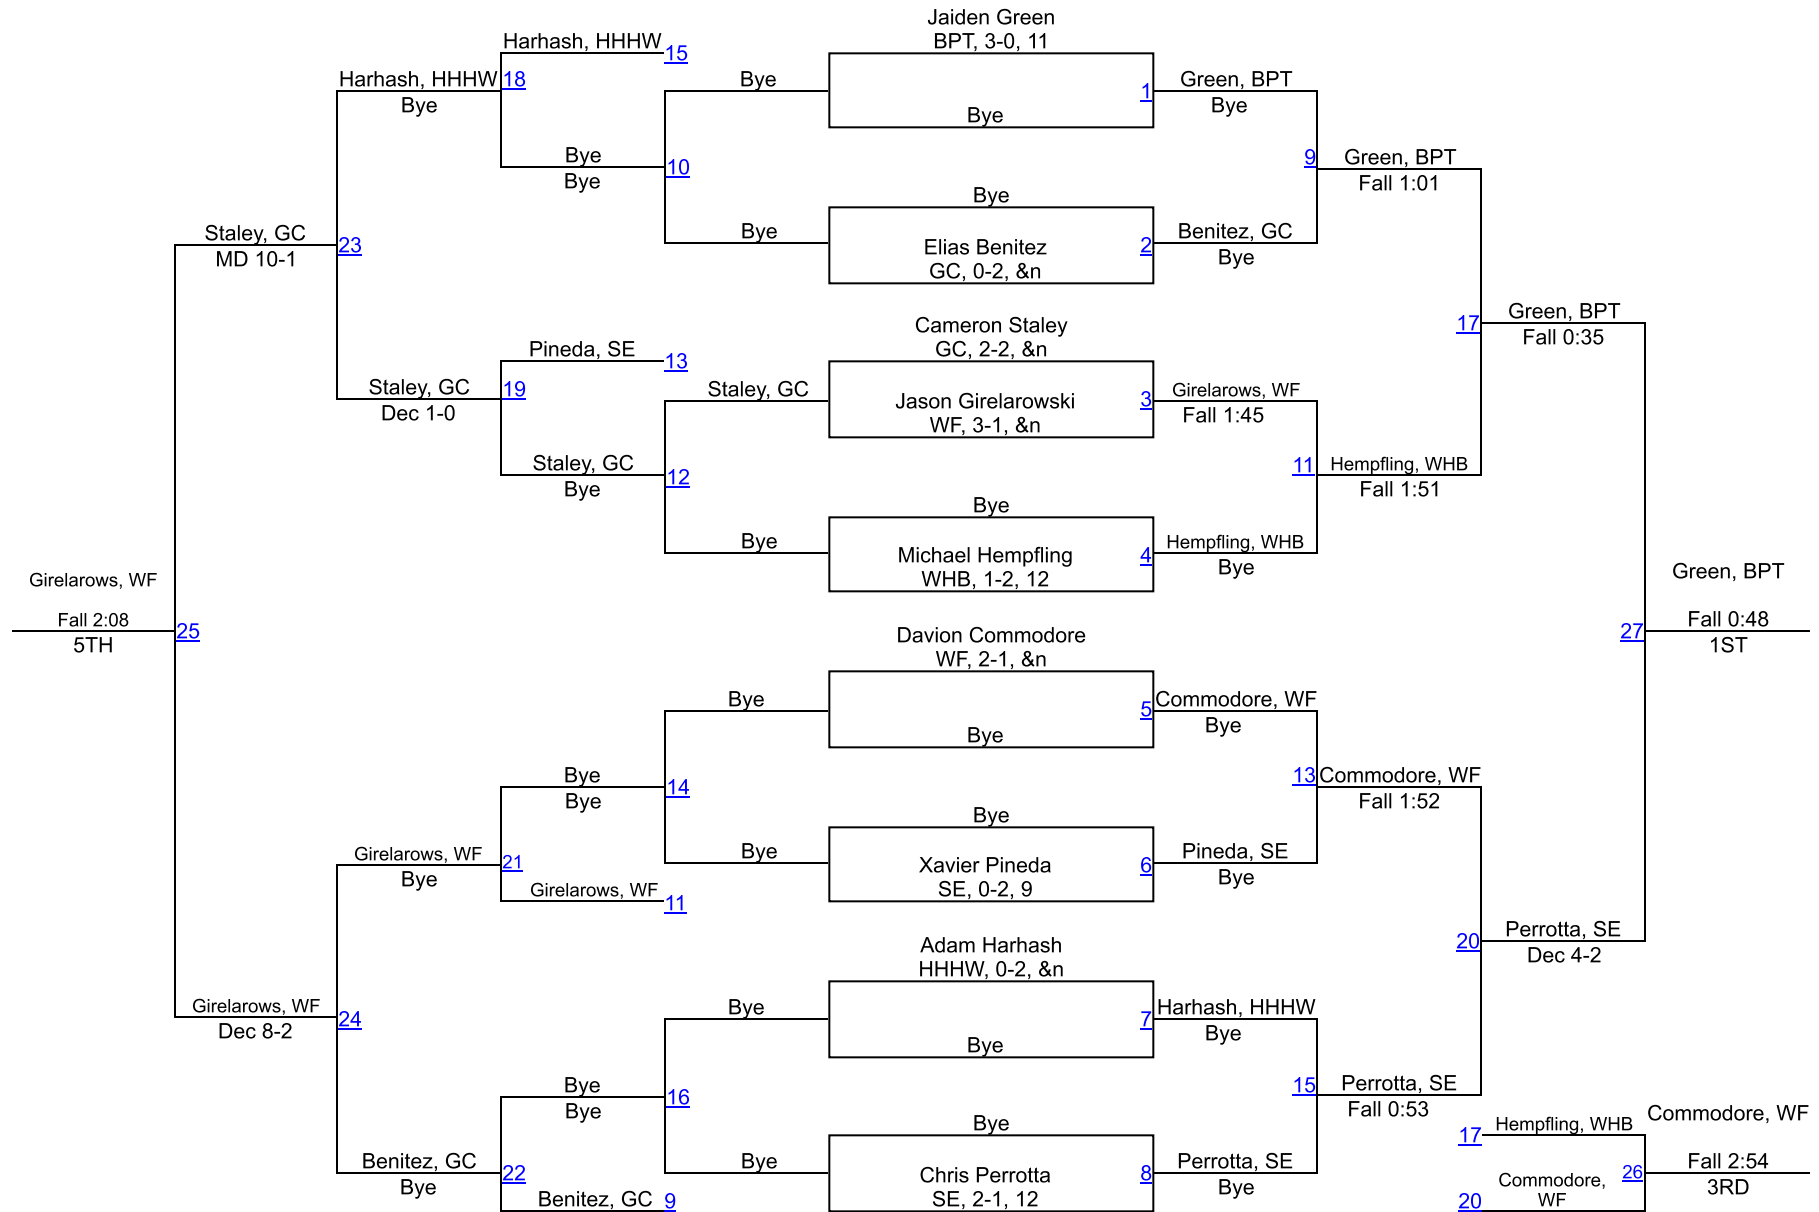 Jaiden Green
BPT, 3-0, 11
Harhash, HHHW
15
Harhash, HHHW
18
Bye
Bye
1
Green, BPT
Bye
Bye
Bye
Bye
Bye
10
9
Green, BPT
Fall 1:01
Bye
Staley, GC
MD 10-1
23
Bye
Elias Benitez
GC, 0-2, &n
2
Benitez, GC
Bye
Cameron Staley
GC, 2-2, &n
17
Green, BPT
Fall 0:35
Pineda, SE
13
Staley, GC
Dec 1-0
19
Staley, GC
Jason Girelarowski
WF, 3-1, &n
3
Girelarows, WF
Fall 1:45
Staley, GC
Bye
12
11
Hempfling, WHB
Fall 1:51
Bye
Bye
Michael Hempfling
WHB, 1-2, 12
4
Hempfling, WHB
Bye
Girelarows, WF
Fall 2:08
5TH
25
Green, BPT
27
Fall 0:48
1ST
Davion Commodore
WF, 2-1, &n
Bye
5
Commodore, WF
Bye
Bye
Bye
Bye
14
13
Commodore, WF
Fall 1:52
Bye
Girelarows, WF
Bye
21
Bye
Xavier Pineda
SE, 0-2, 9
6
Pineda, SE
Bye
Girelarows, WF
11
Adam Harhash
HHHW, 0-2, &n
20
Perrotta, SE
Dec 4-2
Girelarows, WF
Dec 8-2
24
Bye
7
Harhash, HHHW
Bye
Bye
Bye
Bye
16
15
Perrotta, SE
Fall 0:53
Bye
Commodore, WF
17
Hempfling, WHB
Benitez, GC
Bye
22
Bye
Chris Perrotta
SE, 2-1, 12
8
Perrotta, SE
Bye
26
Fall 2:54
3RD
Benitez, GC
9
20
Commodore,
WF